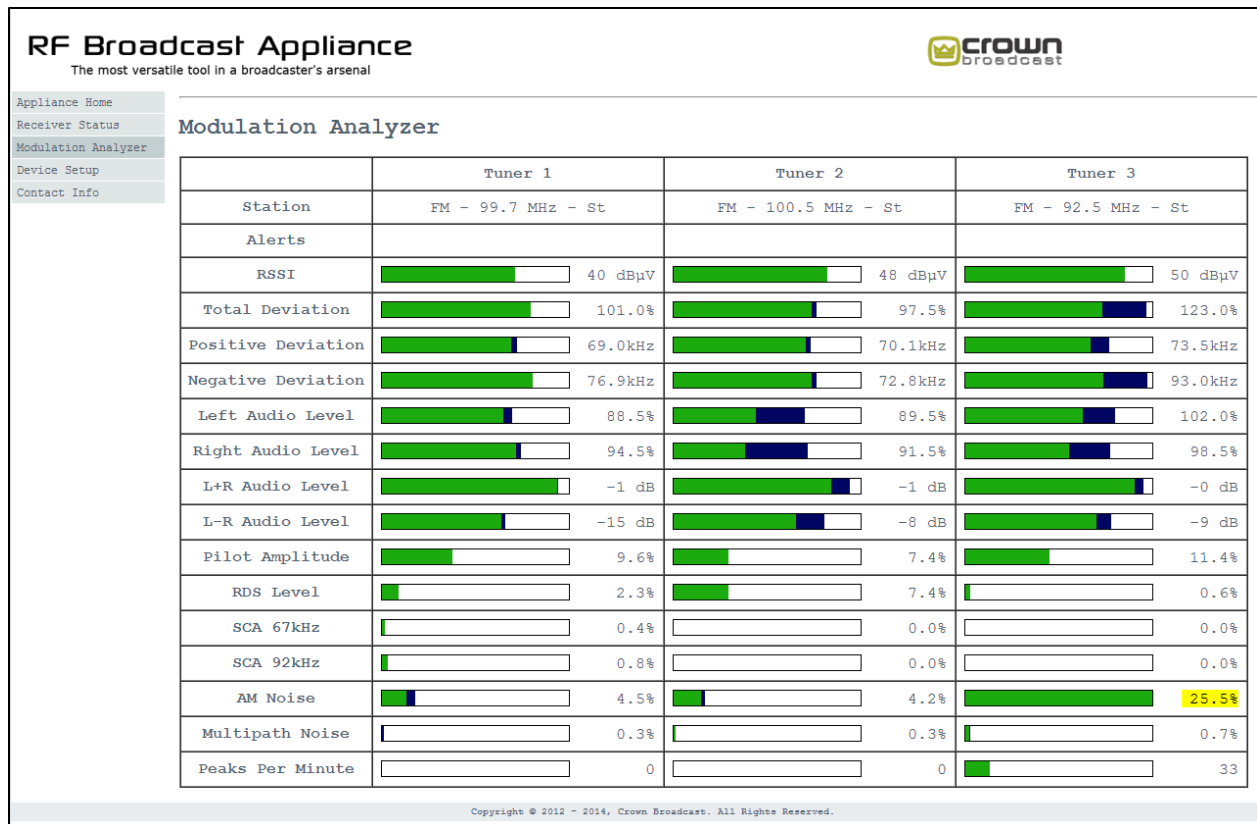 RF Broadcast Appliance
The most versatile tool in a broadcaster's arsenal
crown
broadcast
Appliance Home
Receiver Status
Modulation Analyzer
Device Setup
Contact Info
Modulation Analyzer
Tuner 1 Tuner 2 Tuner 3
Station FM - 99.7 MHz - St FM - 100.5 MHz - St FM - 92.5 MHz - St
Alerts
RSSI 40 dBµV 48 dBµV 50 dBµV
Total Deviation 101.0% 97.5% 123.0%
Positive Deviation 69.0kHz 70.1kHz 73.5kHz
Negative Deviation 76.9kHz 72.8kHz 93.0kHz
Left Audio Level 88.5% 89.5% 102.0%
Right Audio Level 94.5% 91.5% 98.5%
L+R Audio Level -1 dB -1 dB -0 dB
L-R Audio Level -15 dB -8 dB -9 dB
Pilot Amplitude 9.6% 7.4% 11.4%
RDS Level 2.3% 7.4% 0.6%
SCA 67kHz 0.4% 0.0% 0.0%
SCA 92kHz 0.8% 0.0% 0.0%
AM Noise 4.5% 4.2% 25.5%
Multipath Noise 0.3% 0.3% 0.7%
Peaks Per Minute 0 0 33
Copyright © 2012 - 2014, Crown Broadcast. All Rights Reserved.